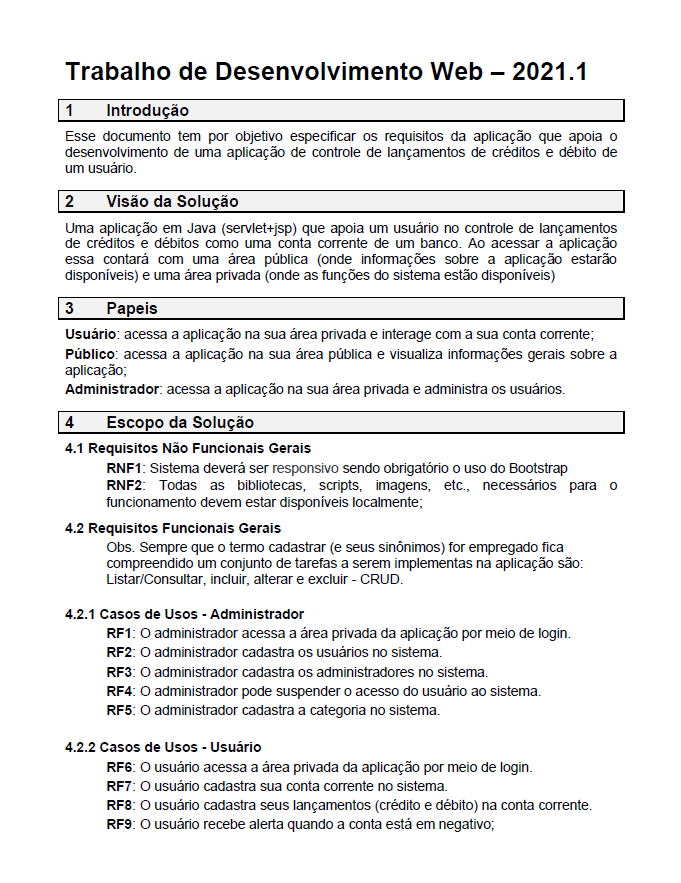 Trabalho de Desenvolvimento Web – 2021.1
1 Introdução
Esse documento tem por objetivo especificar os requisitos da aplicação que apoia o
desenvolvimento de uma aplicação de controle de lançamentos de créditos e débito de
um usuário.
2 Visão da Solução
Uma aplicação em Java (servlet+jsp) que apoia um usuário no controle de lançamentos
de créditos e débitos como uma conta corrente de um banco. Ao acessar a aplicação
essa contará com uma área pública (onde informações sobre a aplicação estarão
disponíveis) e uma área privada (onde as funções do sistema estão disponíveis)
3 Papeis
Usuário: acessa a aplicação na sua área privada e interage com a sua conta corrente;
Público: acessa a aplicação na sua área pública e visualiza informações gerais sobre a
aplicação;
Administrador: acessa a aplicação na sua área privada e administra os usuários.
4 Escopo da Solução
4.1 Requisitos Não Funcionais Gerais
RNF1: Sistema deverá ser responsivo sendo obrigatório o uso do Bootstrap
RNF2: Todas as bibliotecas, scripts, imagens, etc., necessários para o
funcionamento devem estar disponíveis localmente;
4.2 Requisitos Funcionais Gerais
Obs. Sempre que o termo cadastrar (e seus sinônimos) for empregado fica
compreendido um conjunto de tarefas a serem implementas na aplicação são:
Listar/Consultar, incluir, alterar e excluir - CRUD.
4.2.1 Casos de Usos - Administrador
RF1: O administrador acessa a área privada da aplicação por meio de login.
RF2: O administrador cadastra os usuários no sistema.
RF3: O administrador cadastra os administradores no sistema.
RF4: O administrador pode suspender o acesso do usuário ao sistema.
RF5: O administrador cadastra a categoria no sistema.
4.2.2 Casos de Usos - Usuário
RF6: O usuário acessa a área privada da aplicação por meio de login.
RF7: O usuário cadastra sua conta corrente no sistema.
RF8: O usuário cadastra seus lançamentos (crédito e débito) na conta corrente.
RF9: O usuário recebe alerta quando a conta está em negativo;